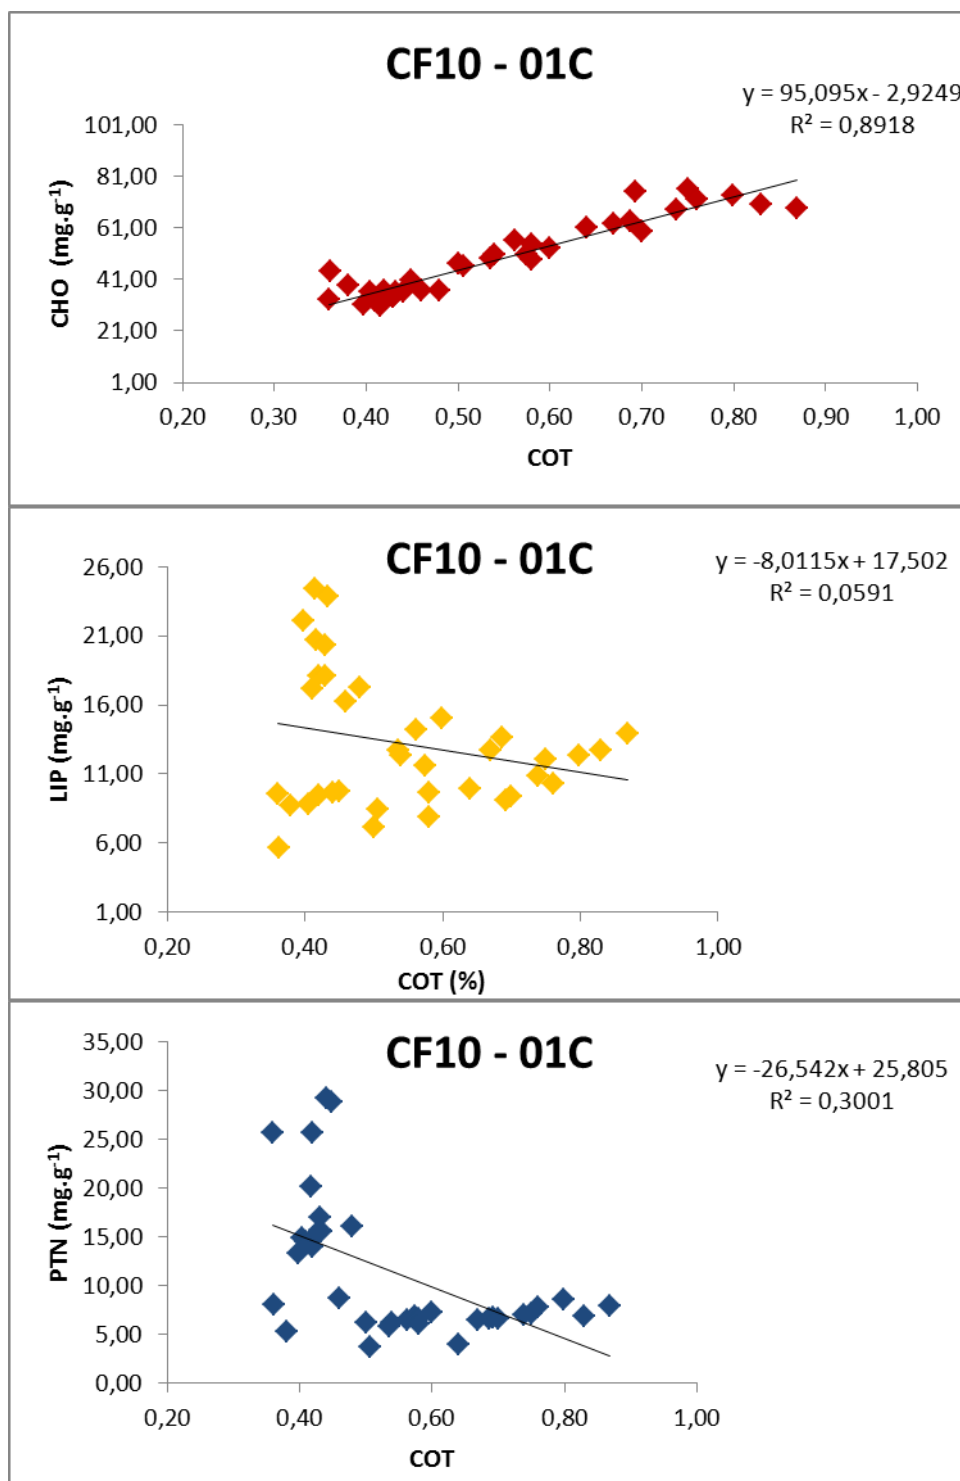 CF10 - 01C
y = 95,095x - 2,9249
R² = 0,8918
101,00
81,00
61,00
41,00
21,00
1,00
CHO (mg.g⁻¹)
0,20 0,30 0,40 0,50 0,60 0,70 0,80 0,90 1,00
COT
CF10 - 01C
y = -8,0115x + 17,502
R² = 0,0591
26,00
21,00
16,00
11,00
6,00
1,00
LIP (mg.g⁻¹)
0,20 0,40 0,60 0,80 1,00
COT (%)
CF10 - 01C
y = -26,542x + 25,805
R² = 0,3001
35,00
30,00
25,00
20,00
15,00
10,00
5,00
0,00
PTN (mg.g⁻¹)
0,20 0,40 0,60 0,80 1,00
COT